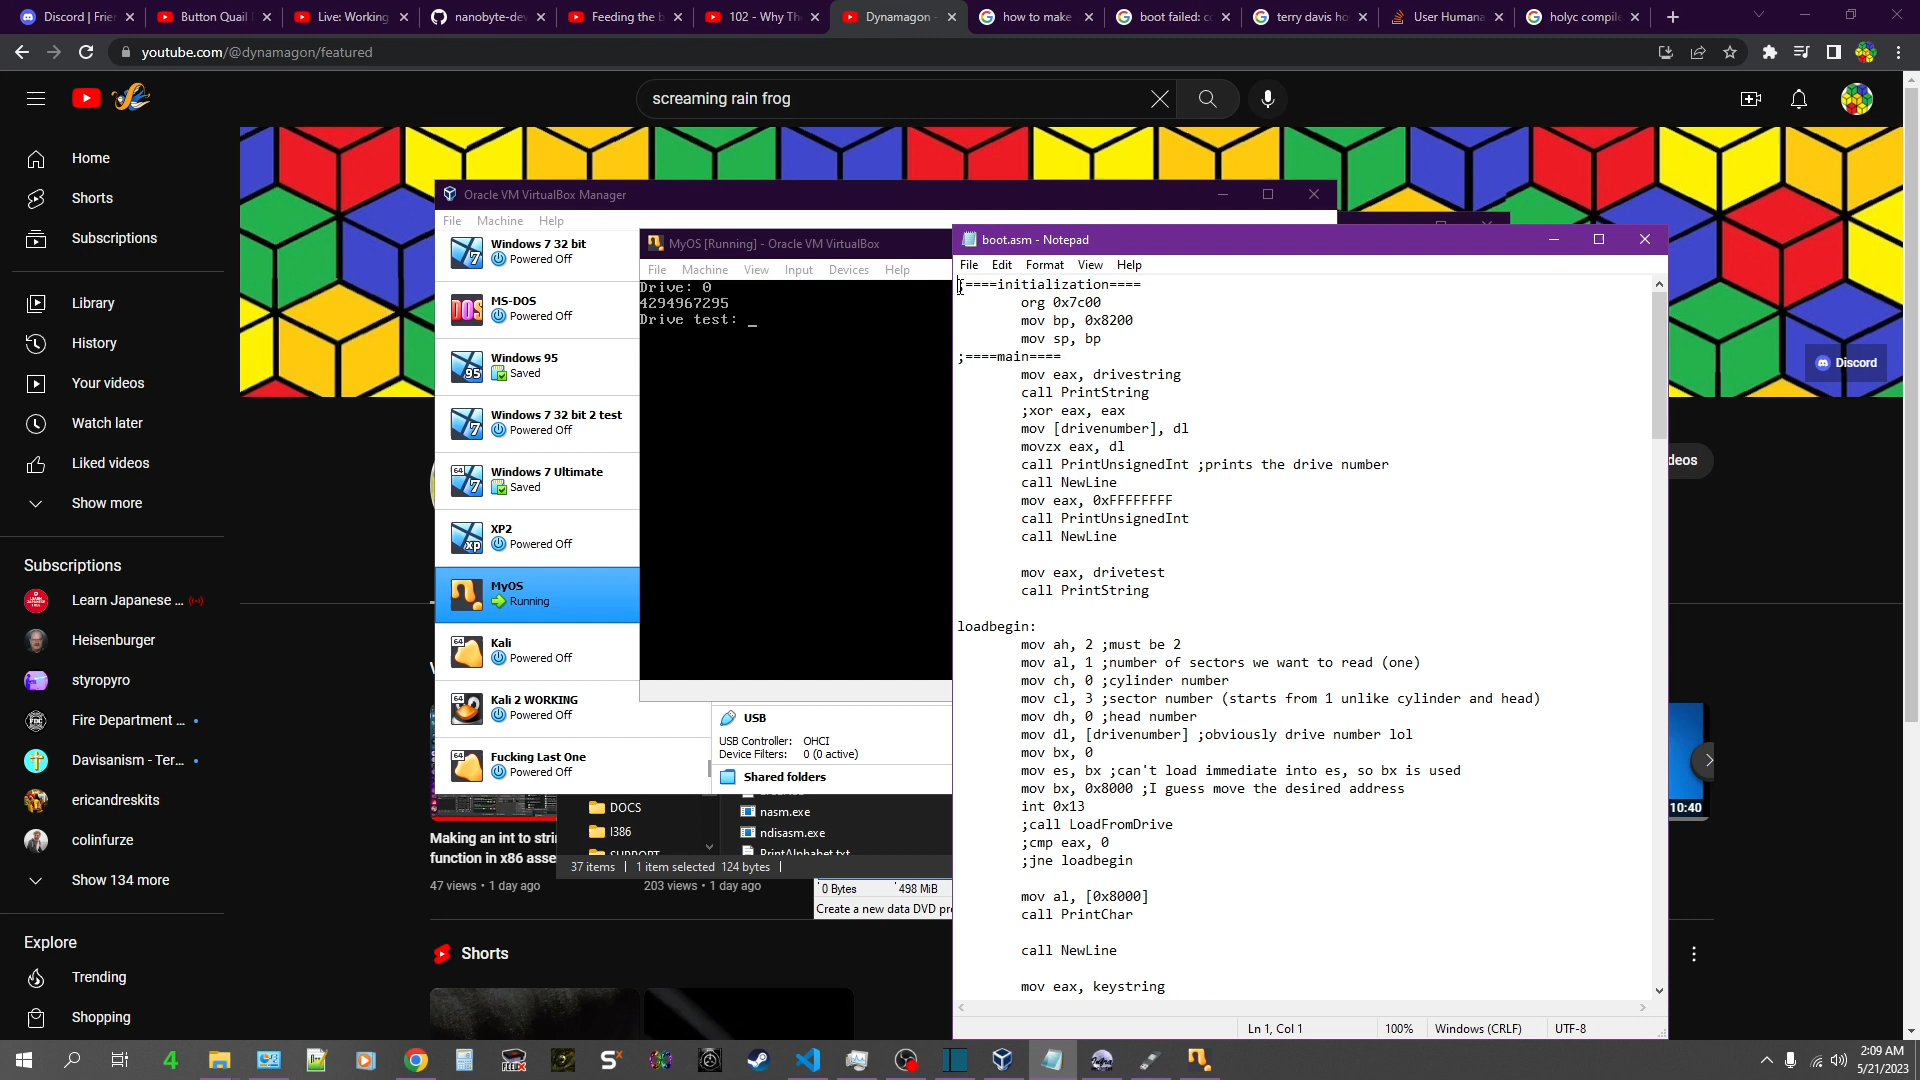 Discord | Frien
Button Quail
Live: Working
nanobyte-dev
Feeding the b
102 - Why Th
Dynamagon -
how to make
boot failed: co
terry davis ho
User Humana
holyc compile
youtube.com/@dynamagon/featured
screaming rain frog
Home
Shorts
Subscriptions
Library
History
Your videos
Watch later
Liked videos
Show more
Subscriptions
Learn Japanese ...
Heisenburger
styropyro
Fire Department ...
Davisanism - Ter...
ericandreskits
colinfurze
Show 134 more
Explore
Trending
Shopping
Discord
deos
10:40
Oracle VM VirtualBox Manager
File Machine Help
Windows 7 32 bit
Powered Off
MS-DOS
Powered Off
Windows 95
Saved
Windows 7 32 bit 2 test
Powered Off
Windows 7 Ultimate
Saved
XP2
Powered Off
MyOS
Running
Kali
Powered Off
Kali 2 WORKING
Powered Off
Fucking Last One
Powered Off
MyOS [Running] - Oracle VM VirtualBox
File Machine View Input Devices Help
Drive: 0
4294967295
Drive test: _
USB
USB Controller: OHCI
Device Filters: 0 (0 active)
Shared folders
DOCS
I386
SUPPORT
nasm.exe
ndisasm.exe
PrintAlphabet.txt
37 items 1 item selected 124 bytes
0 Bytes 498 MiB
Create a new data DVD pr
Making an int to stri
function in x86 asse
47 views • 1 day ago
203 views • 1 day ago
Shorts
boot.asm - Notepad
File Edit Format View Help
;====initialization====
org 0x7c00
mov bp, 0x8200
mov sp, bp
;====main====
mov eax, drivestring
call PrintString
;xor eax, eax
mov [drivenumber], dl
movzx eax, dl
call PrintUnsignedInt ;prints the drive number
call NewLine
mov eax, 0xFFFFFFFF
call PrintUnsignedInt
call NewLine
mov eax, drivetest
call PrintString
loadbegin:
mov ah, 2 ;must be 2
mov al, 1 ;number of sectors we want to read (one)
mov ch, 0 ;cylinder number
mov cl, 3 ;sector number (starts from 1 unlike cylinder and head)
mov dh, 0 ;head number
mov dl, [drivenumber] ;obviously drive number lol
mov bx, 0
mov es, bx ;can't load immediate into es, so bx is used
mov bx, 0x8000 ;I guess move the desired address
int 0x13
;call LoadFromDrive
;cmp eax, 0
;jne loadbegin
mov al, [0x8000]
call PrintChar
call NewLine
mov eax, keystring
Ln 1, Col 1 100% Windows (CRLF) UTF-8
2:09 AM
5/21/2023